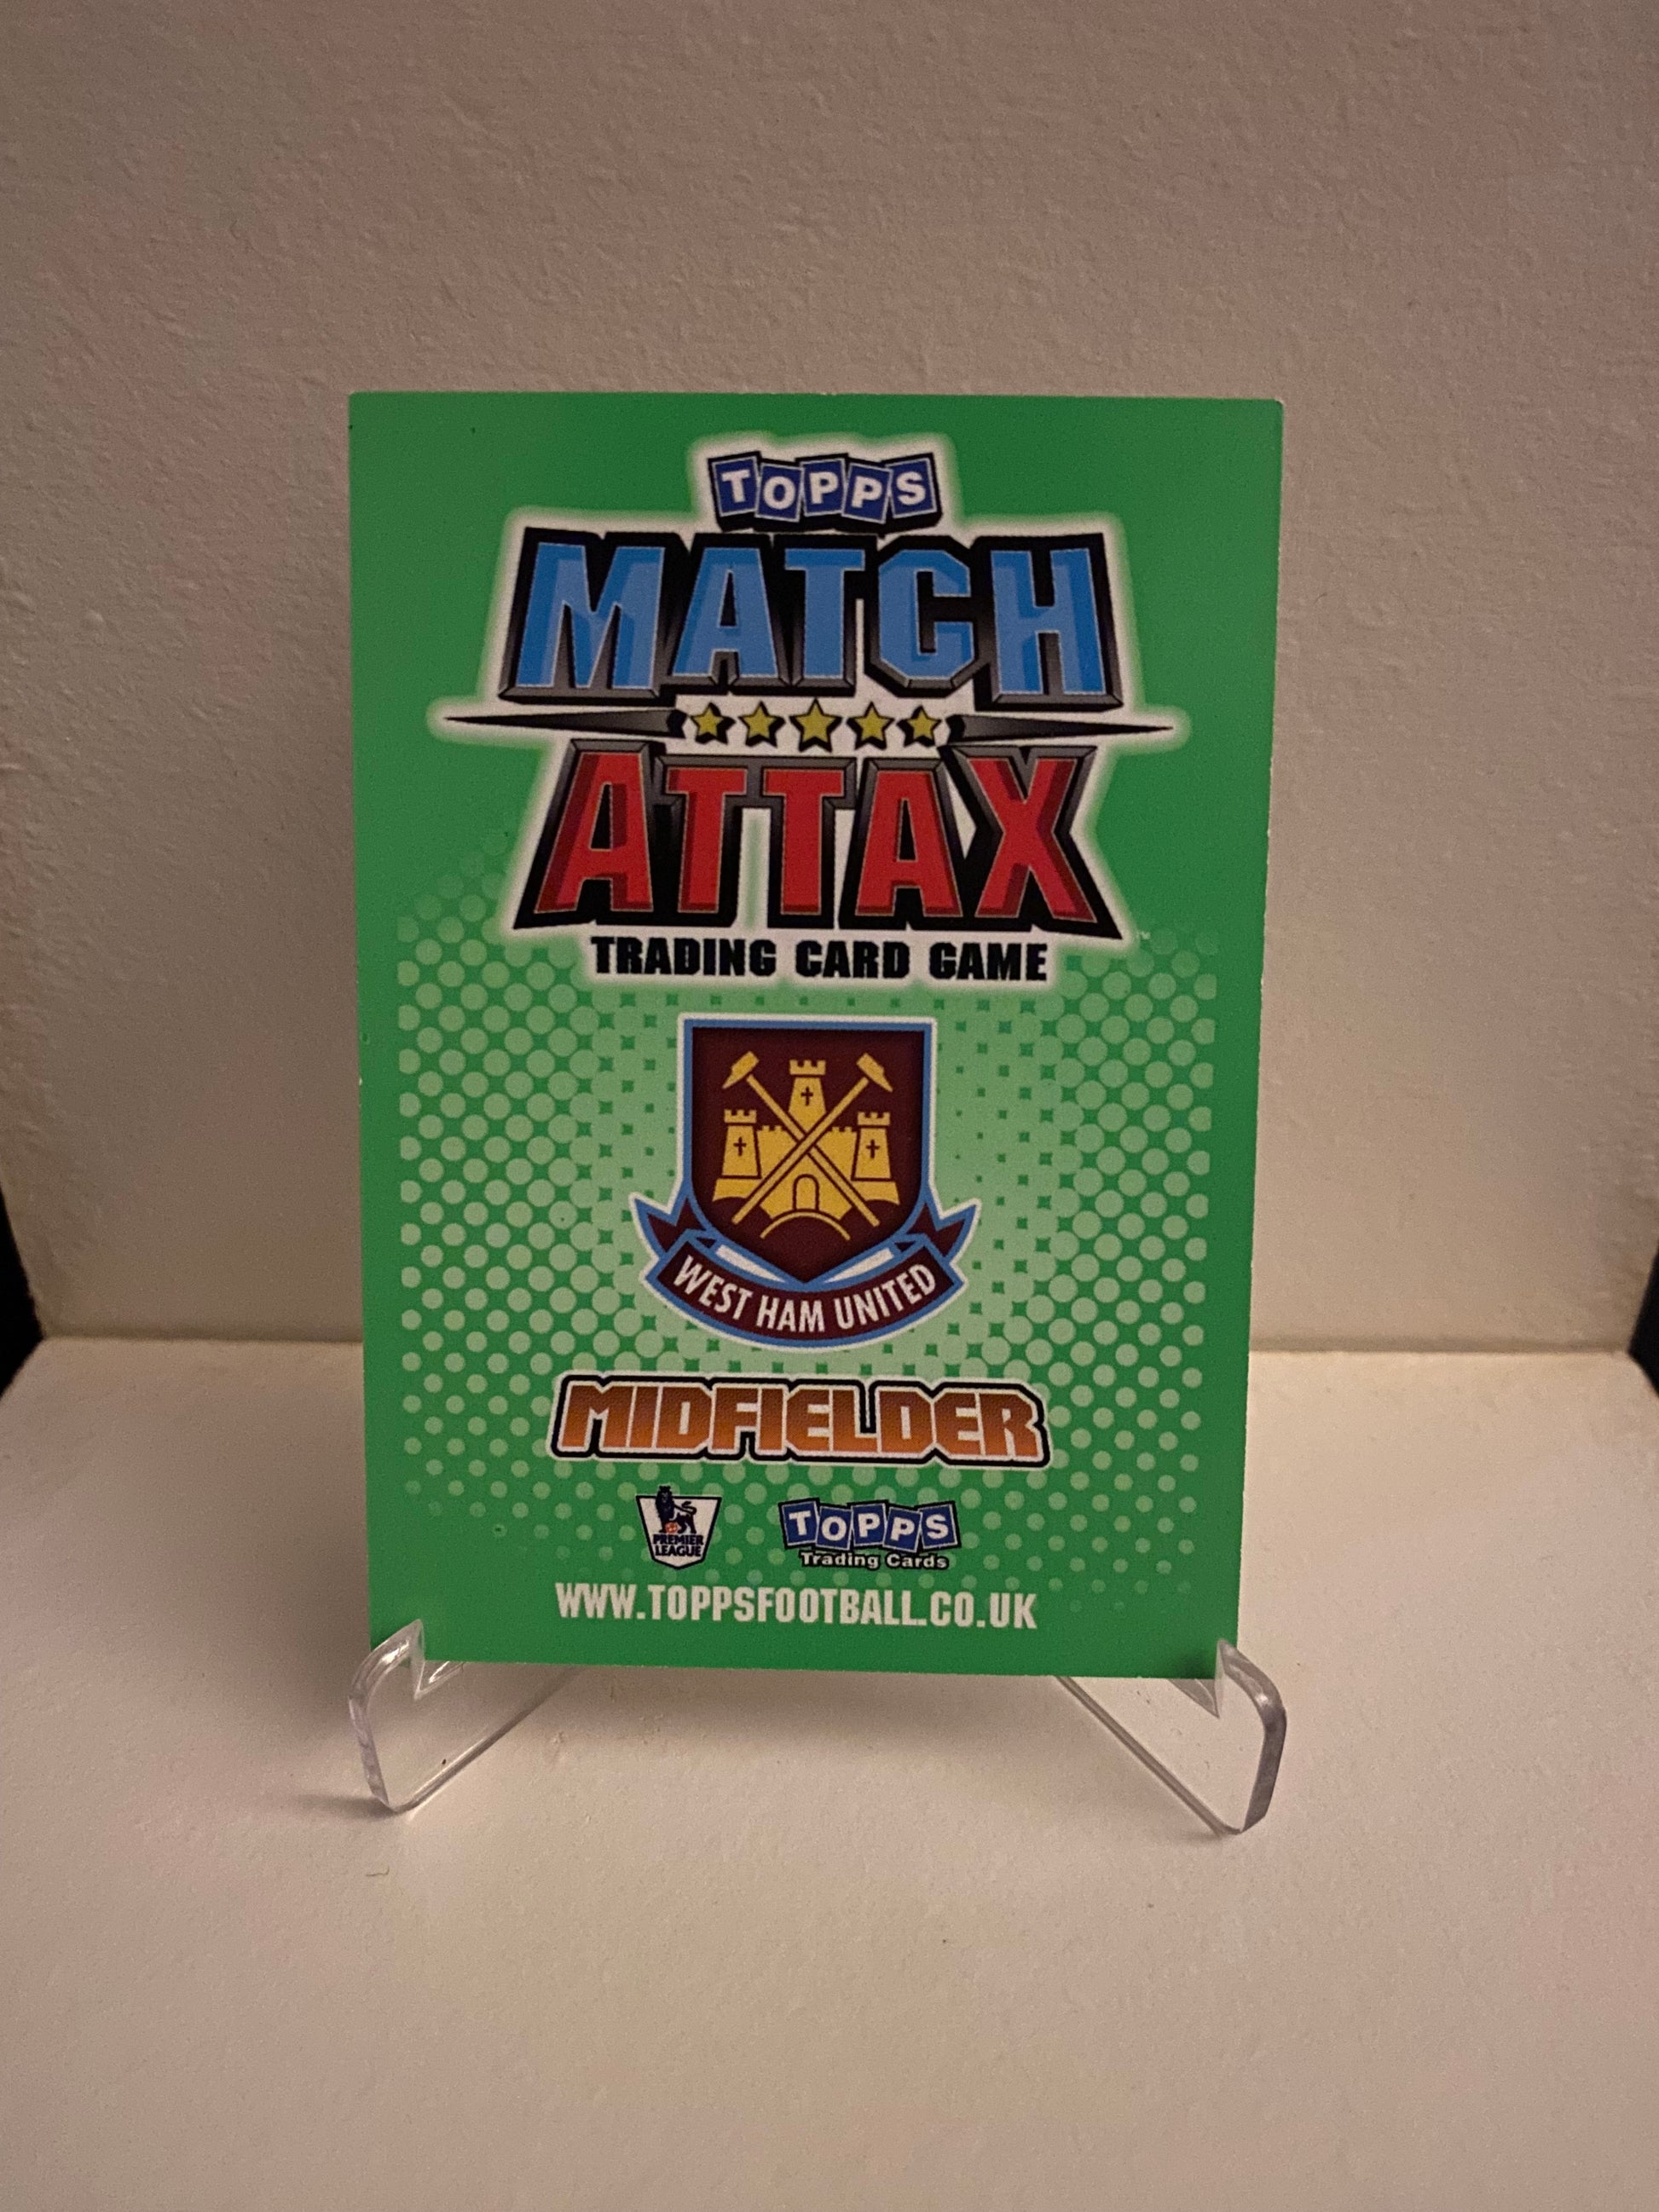 TOPPS
MATCH
ATTAX
TRADING CARD GAME
WEST HAM UNITED
MIDFIELDER
PREMIER
LEAGUE
TOPPS
Trading Cards
WWW.TOPPSFOOTBALL.CO.UK